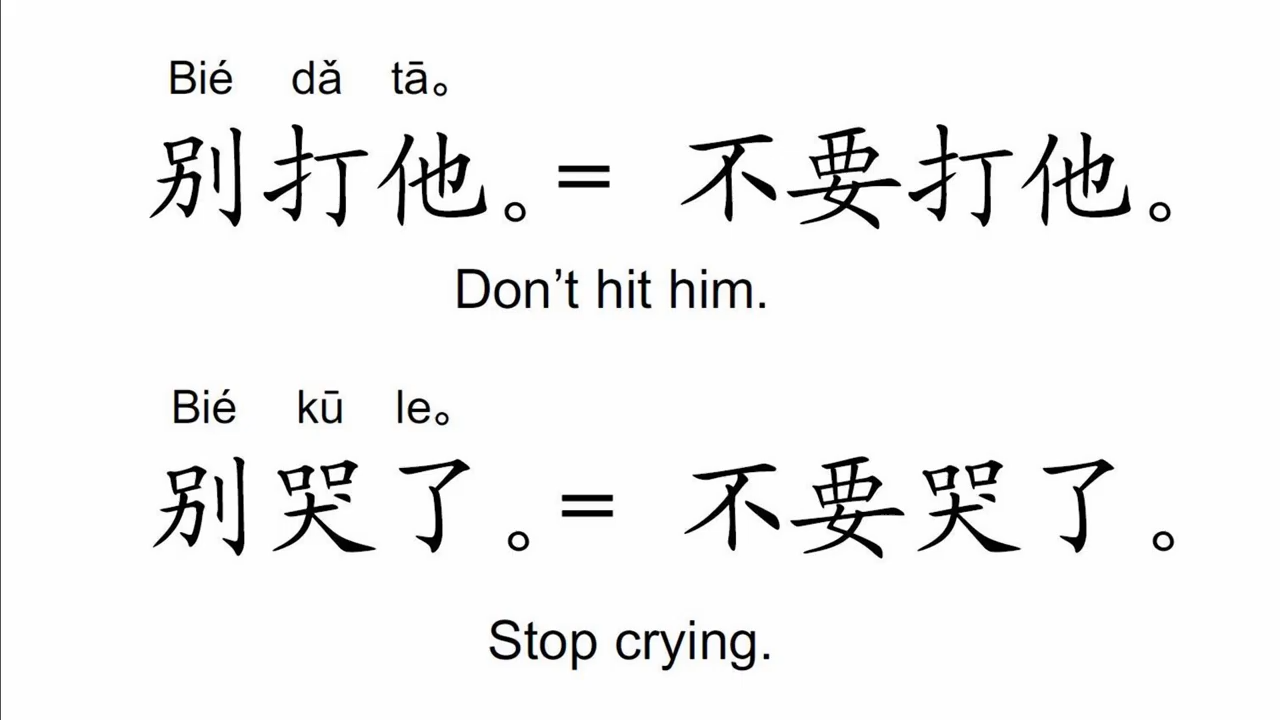 Bié dǎ tā。
别打他。= 不要打他。
Don't hit him.
Bié kū le。
别哭了。= 不要哭了。
Stop crying.